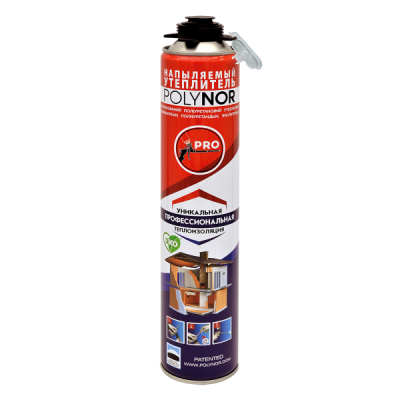 НАПЫЛЯЕМЫЙ
УТЕПЛИТЕЛЬ
POLYNOR
PRO
УНИКАЛЬНАЯ
ПРОФЕССИОНАЛЬНАЯ
ТЕПЛОИЗОЛЯЦИЯ
ЭКО
PATENTED
WWW.POLYNOR.COM